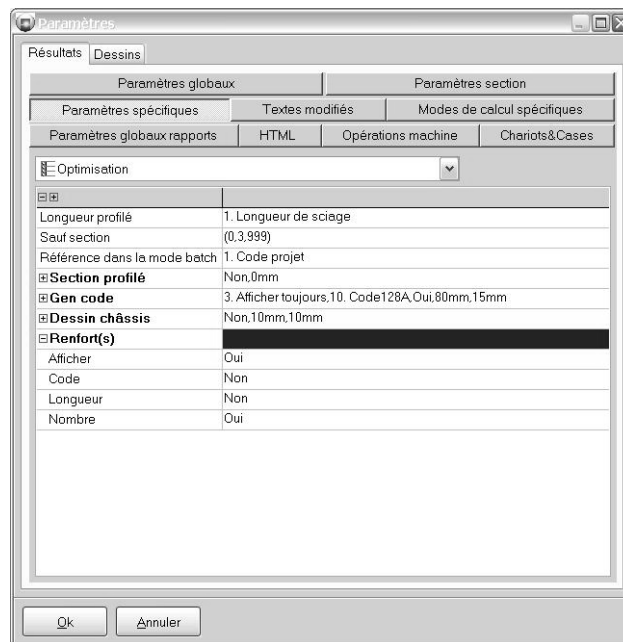 Paramètres
Résultats Dessins
Paramètres globaux Paramètres section
Paramètres spécifiques Textes modifiés Modes de calcul spécifiques
Paramètres globaux rapports HTML Opérations machine Chariots&Cases
Optimisation
Longueur profilé 1. Longueur de sciage
Sauf section (0,3,999)
Référence dans la mode batch 1. Code projet
Section profilé Non,0mm
Gen code 3. Afficher toujours,10. Code128A,Oui,80mm,15mm
Dessin châssis Non,10mm,10mm
Renfort(s)
Afficher Oui
Code Non
Longueur Non
Nombre Oui
Ok Annuler